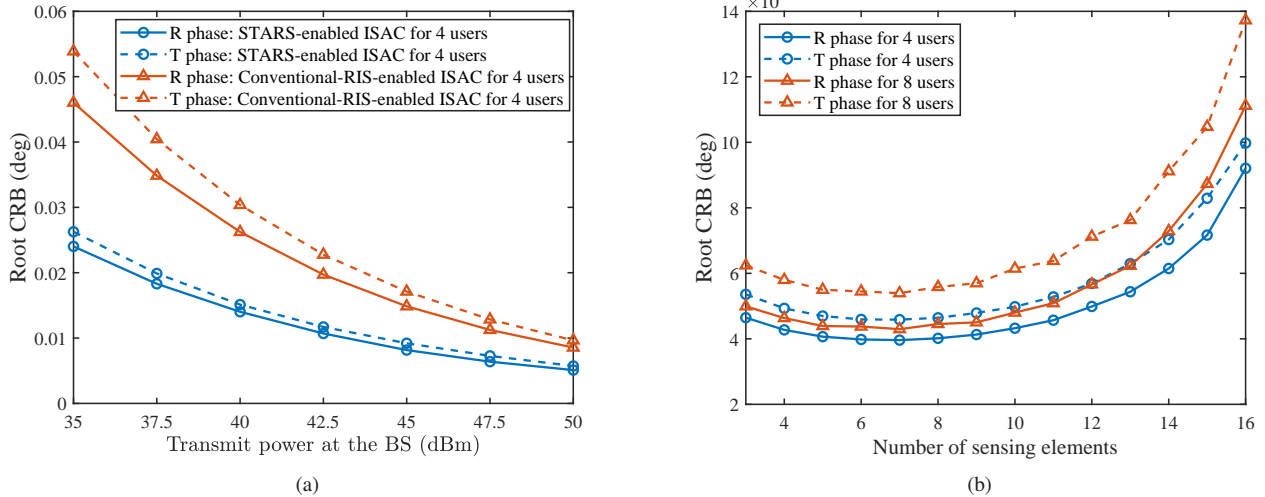 0.06
0.05
0.04
0.03
0.02
0.01
0
Root CRB (deg)
R phase: STARS-enabled ISAC for 4 users
T phase: STARS-enabled ISAC for 4 users
R phase: Conventional-RIS-enabled ISAC for 4 users
T phase: Conventional-RIS-enabled ISAC for 4 users
35 37.5 40 42.5 45 47.5 50
Transmit power at the BS (dBm)
(a)
14
12
10
8
6
4
2
Root CRB (deg)
R phase for 4 users
T phase for 4 users
R phase for 8 users
T phase for 8 users
4 6 8 10 12 14 16
Number of sensing elements
(b)